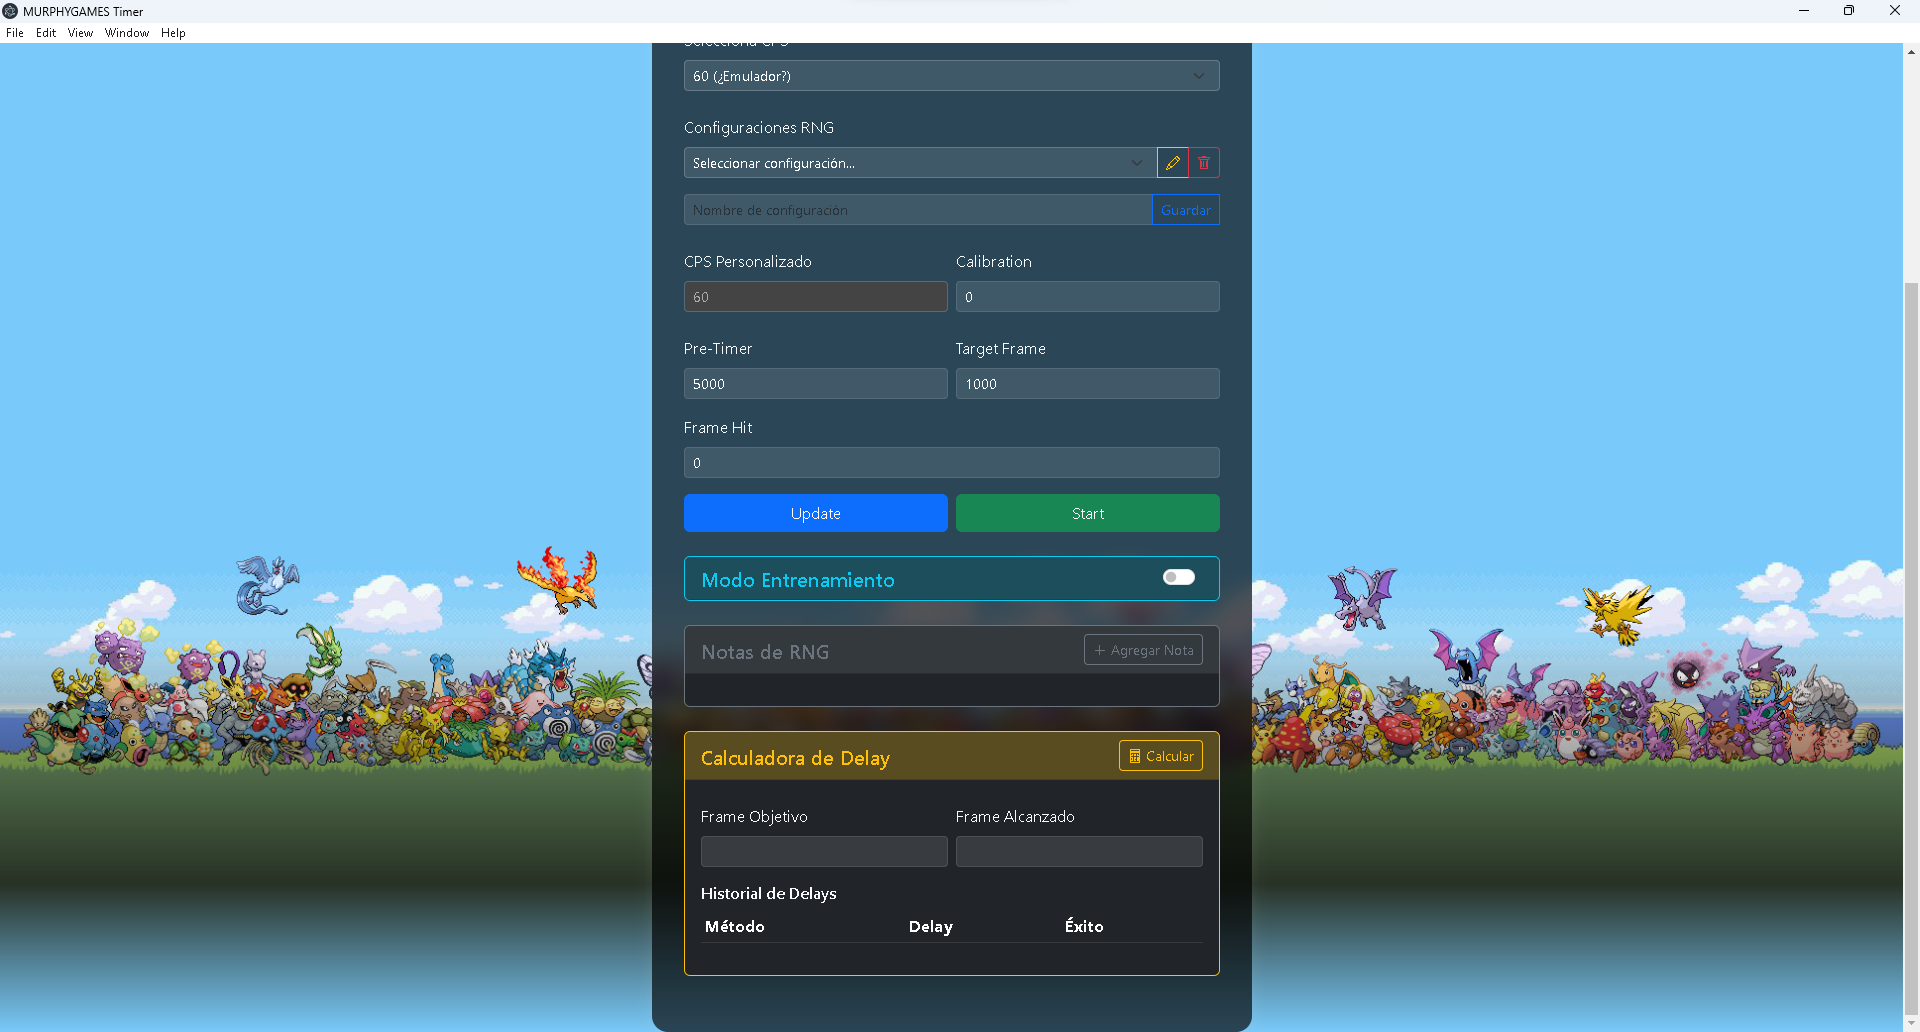 MURPHYGAMES Timer
File Edit View Window Help
Selecciona CPS
60 (¿Emulador?)
Configuraciones RNG
Seleccionar configuración...
Nombre de configuración Guardar
CPS Personalizado Calibration
60 0
Pre-Timer Target Frame
5000 1000
Frame Hit
0
Update Start
Modo Entrenamiento
Notas de RNG + Agregar Nota
Calculadora de Delay Calcular
Frame Objetivo Frame Alcanzado
Historial de Delays
Método Delay Éxito